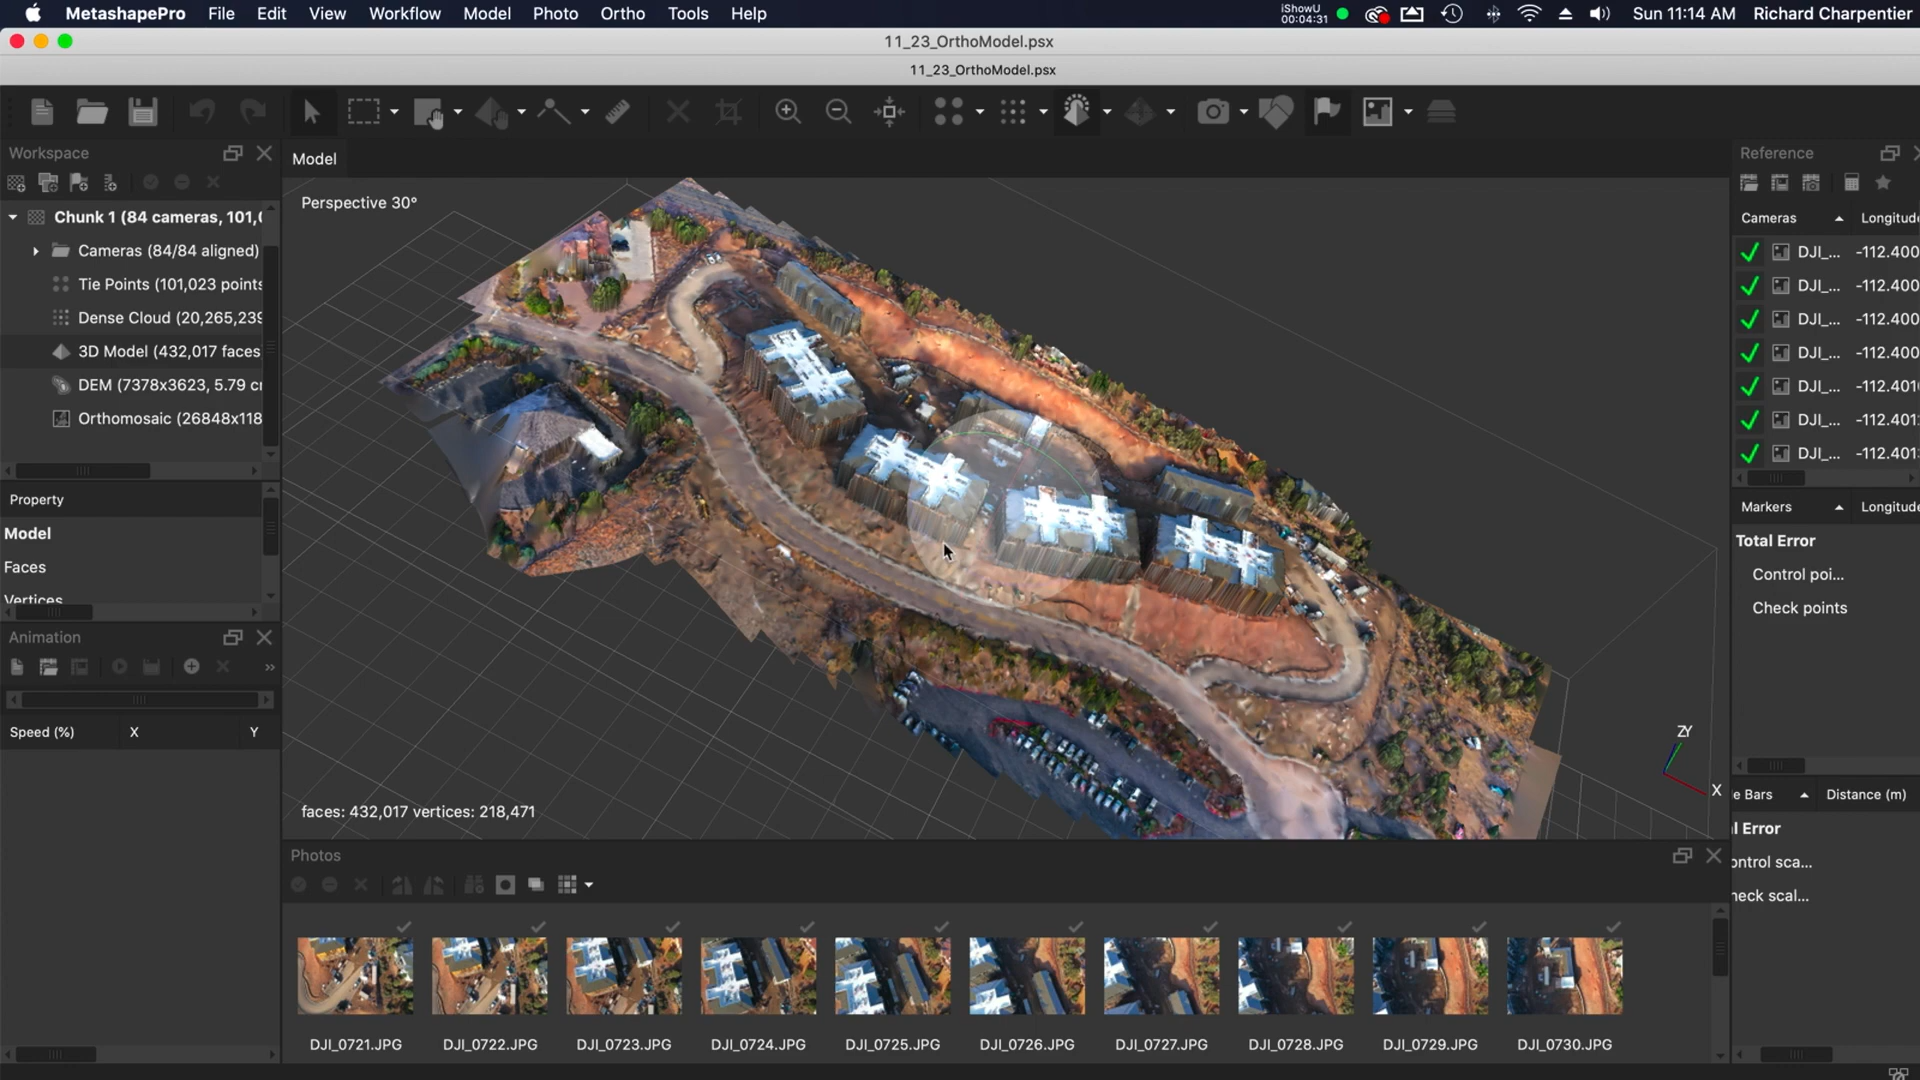 MetashapePro File Edit View Workflow Model Photo Ortho Tools Help iShowU 00:04:31 Sun 11:14 AM Richard Charpentier
11_23_OrthoModel.psx
11_23_OrthoModel.psx
Workspace
Chunk 1 (84 cameras, 101,0
Cameras (84/84 aligned)
Tie Points (101,023 points
Dense Cloud (20,265,239
3D Model (432,017 faces
DEM (7378x3623, 5.79 cr
Orthomosaic (26848x118
Property
Model
Faces
Vertices
Animation
Speed (%) X Y
Model
Perspective 30°
ZY
X
faces: 432,017 vertices: 218,471
Photos
DJI_0721.JPG DJI_0722.JPG DJI_0723.JPG DJI_0724.JPG DJI_0725.JPG DJI_0726.JPG DJI_0727.JPG DJI_0728.JPG DJI_0729.JPG DJI_0730.JPG
Reference
Cameras Longitude
DJI_... -112.400
DJI_... -112.400
DJI_... -112.400
DJI_... -112.400
DJI_... -112.401
DJI_... -112.401
DJI_... -112.401
Markers Longitude
Total Error
Control poi...
Check points
e Bars Distance (m)
l Error
ontrol sca...
heck scal...